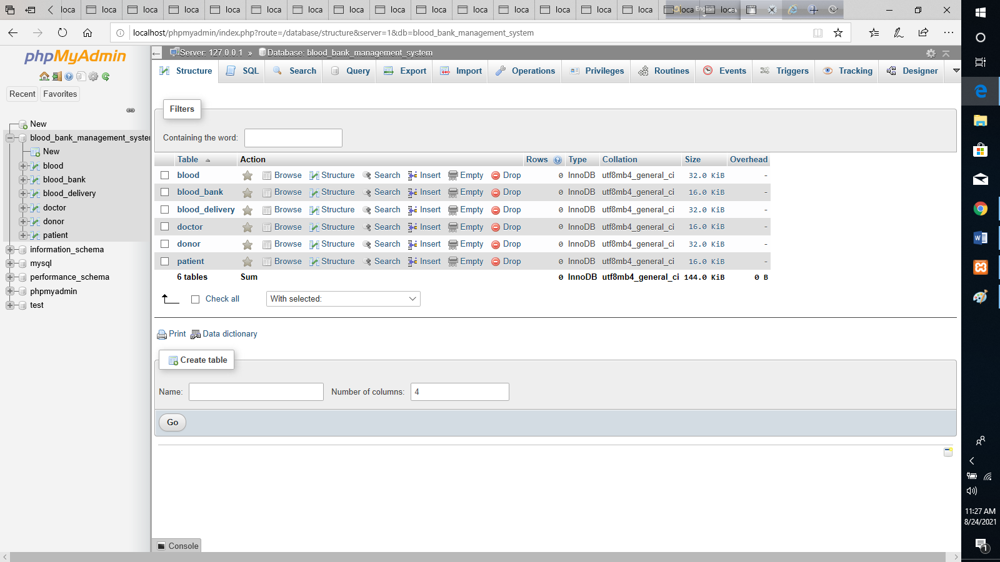 loca loca loca loca loca loca loca loca loca loca loca loca loca loca loca loca loca
English
localhost/phpmyadmin/index.php?route=/database/structure&server=1&db=blood_bank_management_system
phpMyAdmin
Recent Favorites
New
blood_bank_management_system
New
blood
blood_bank
blood_delivery
doctor
donor
patient
information_schema
mysql
performance_schema
phpmyadmin
test
Server: 127.0.0.1 » Database: blood_bank_management_system
Structure SQL Search Query Export Import Operations Privileges Routines Events Triggers Tracking Designer
Filters
Containing the word:
Table Action Rows Type Collation Size Overhead
blood Browse Structure Search Insert Empty Drop 0 InnoDB utf8mb4_general_ci 32.0 KiB -
blood_bank Browse Structure Search Insert Empty Drop 0 InnoDB utf8mb4_general_ci 16.0 KiB -
blood_delivery Browse Structure Search Insert Empty Drop 0 InnoDB utf8mb4_general_ci 32.0 KiB -
doctor Browse Structure Search Insert Empty Drop 0 InnoDB utf8mb4_general_ci 16.0 KiB -
donor Browse Structure Search Insert Empty Drop 0 InnoDB utf8mb4_general_ci 32.0 KiB -
patient Browse Structure Search Insert Empty Drop 0 InnoDB utf8mb4_general_ci 16.0 KiB -
6 tables Sum 0 InnoDB utf8mb4_general_ci 144.0 KiB 0 B
Check all With selected:
Print Data dictionary
Create table
Name: Number of columns: 4
Go
Console
11:27 AM
8/24/2021
1